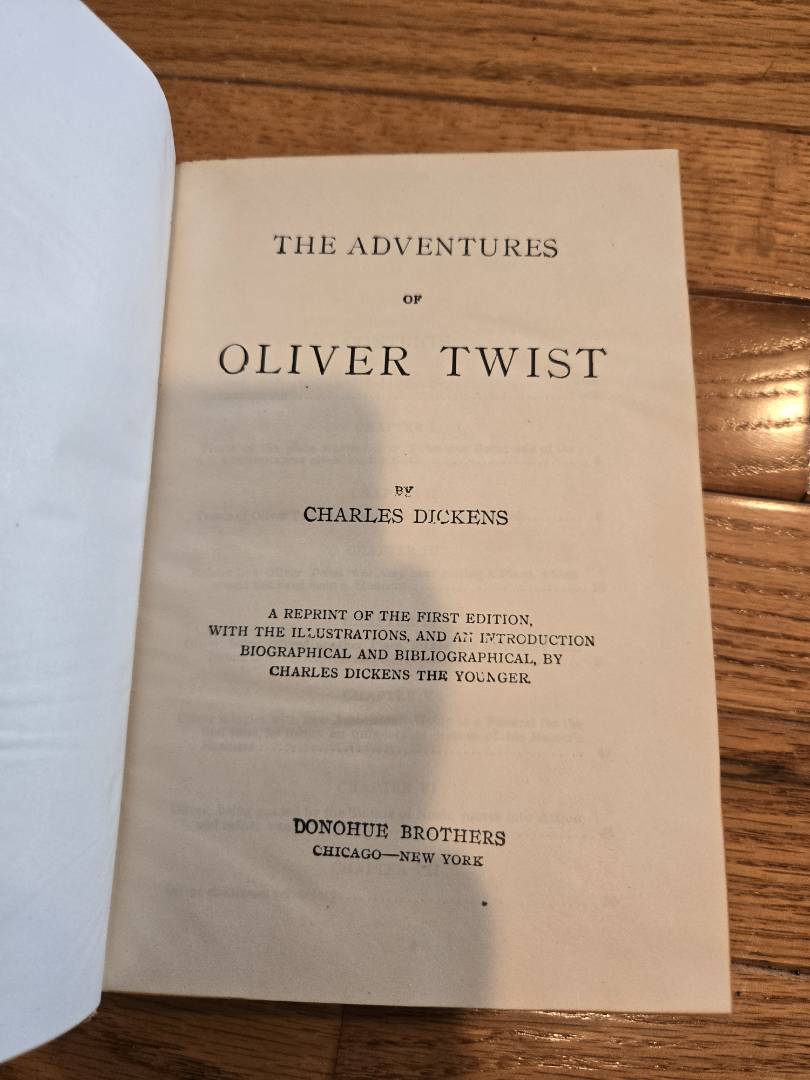 THE ADVENTURES
OF
OLIVER TWIST
BY
CHARLES DICKENS
A REPRINT OF THE FIRST EDITION,
WITH THE ILLUSTRATIONS, AND AN INTRODUCTION
BIOGRAPHICAL AND BIBLIOGRAPHICAL, BY
CHARLES DICKENS THE YOUNGER.
DONOHUE BROTHERS
CHICAGO—NEW YORK